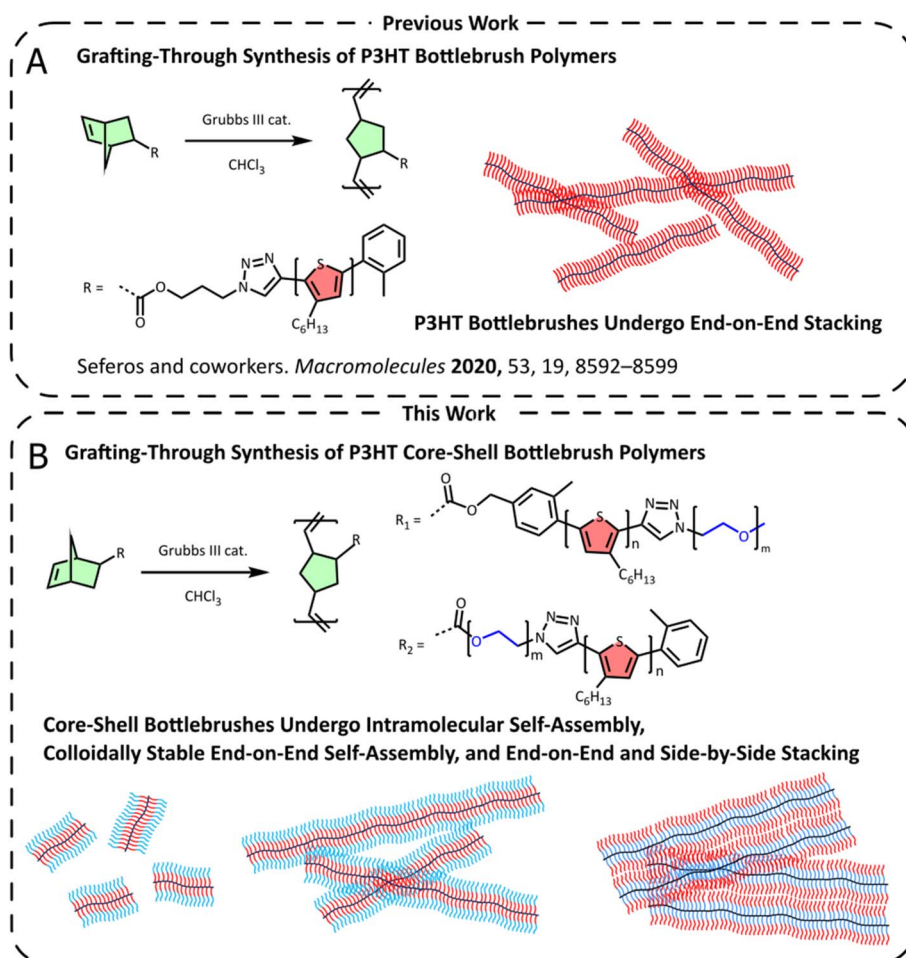 Previous Work
A Grafting-Through Synthesis of P3HT Bottlebrush Polymers
R
Grubbs III cat.
CHCl3
R
R =
O
O
N=N
N
S
C6H13
P3HT Bottlebrushes Undergo End-on-End Stacking
Seferos and coworkers. Macromolecules 2020, 53, 19, 8592–8599
This Work
B Grafting-Through Synthesis of P3HT Core-Shell Bottlebrush Polymers
R
Grubbs III cat.
CHCl3
R
R1 =
O
O
S
n
C6H13
N=N
N
O
m
R2 =
O
O
m
N=N
N
S
n
C6H13
Core-Shell Bottlebrushes Undergo Intramolecular Self-Assembly,
Colloidally Stable End-on-End Self-Assembly, and End-on-End and Side-by-Side Stacking